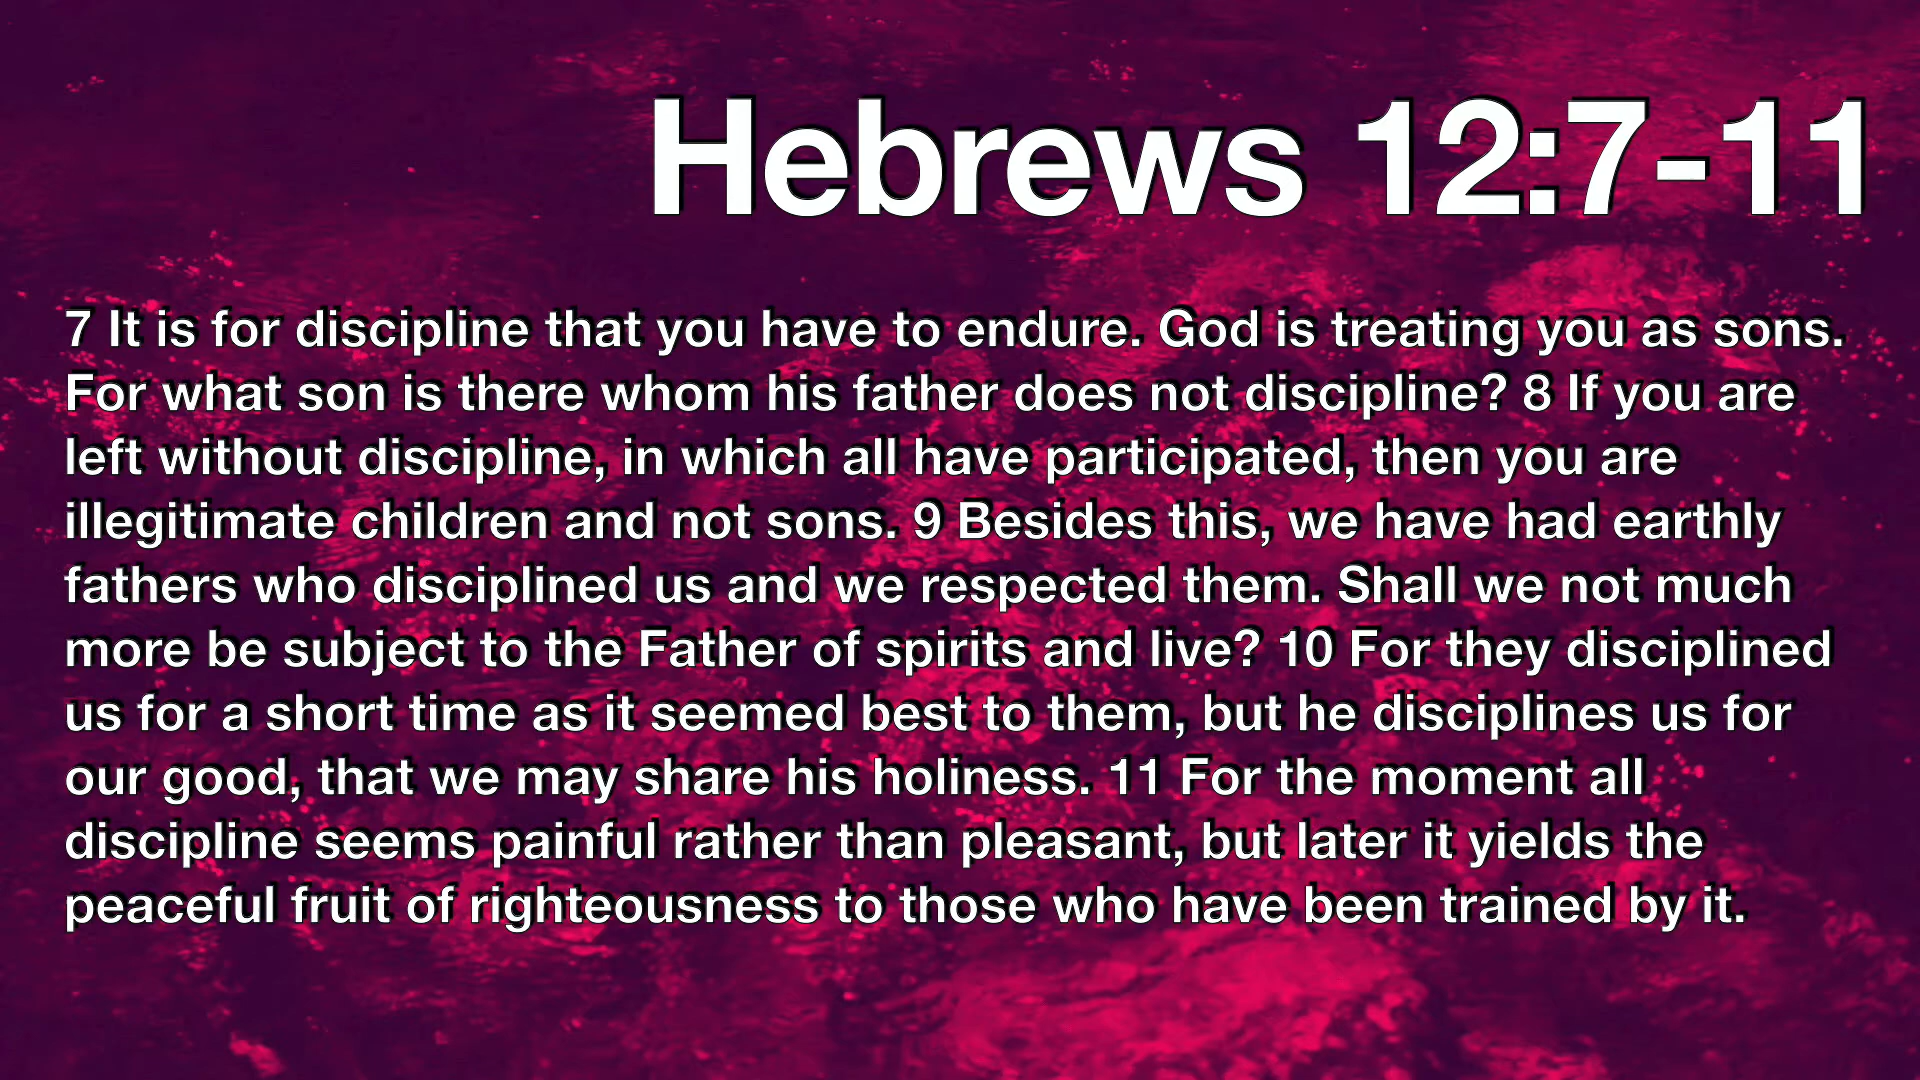 Hebrews 12:7-11
7 It is for discipline that you have to endure. God is treating you as sons.
For what son is there whom his father does not discipline? 8 If you are
left without discipline, in which all have participated, then you are
illegitimate children and not sons. 9 Besides this, we have had earthly
fathers who disciplined us and we respected them. Shall we not much
more be subject to the Father of spirits and live? 10 For they disciplined
us for a short time as it seemed best to them, but he disciplines us for
our good, that we may share his holiness. 11 For the moment all
discipline seems painful rather than pleasant, but later it yields the
peaceful fruit of righteousness to those who have been trained by it.